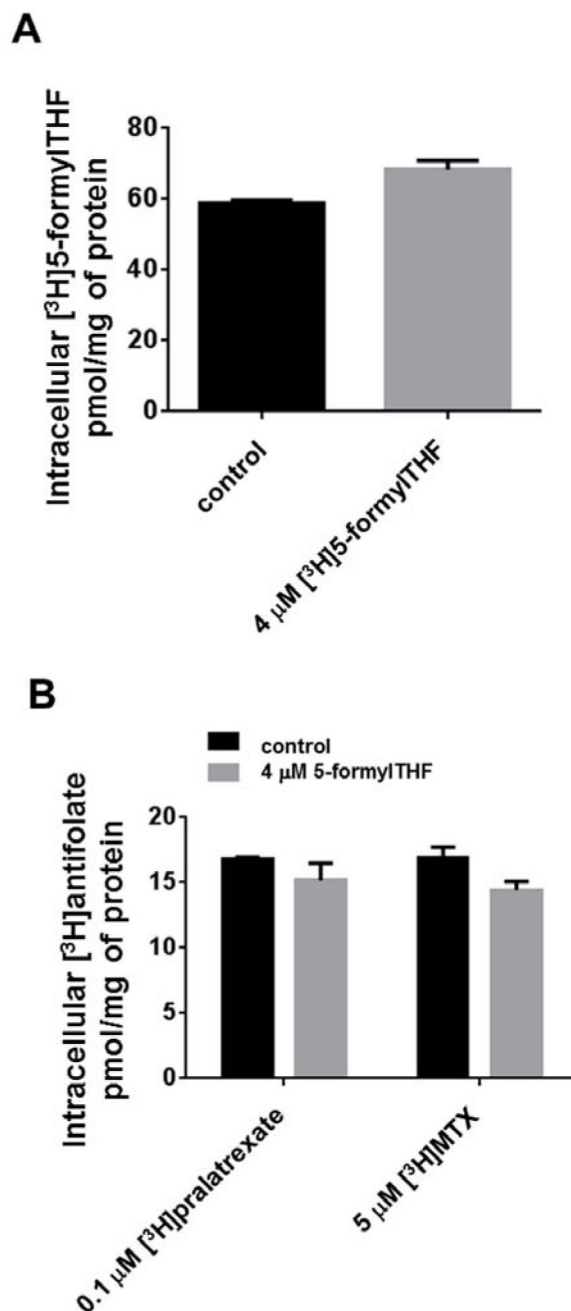 A
Intracellular [³H]5-formylTHF
pmol/mg of protein
80
60
40
20
0
control
4 μM [³H]5-formylTHF
B
control
4 μM 5-formylTHF
Intracellular [³H]antifolate
pmol/mg of protein
20
15
10
5
0
0.1 μM [³H]pralatrexate
5 μM [³H]MTX